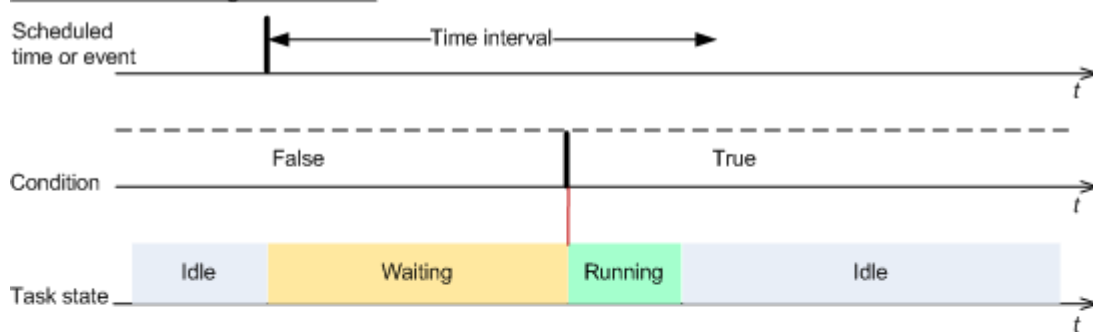 Scheduled
time or event
Time interval
t
False
True
Condition
t
Idle
Waiting
Running
Idle
Task state
t